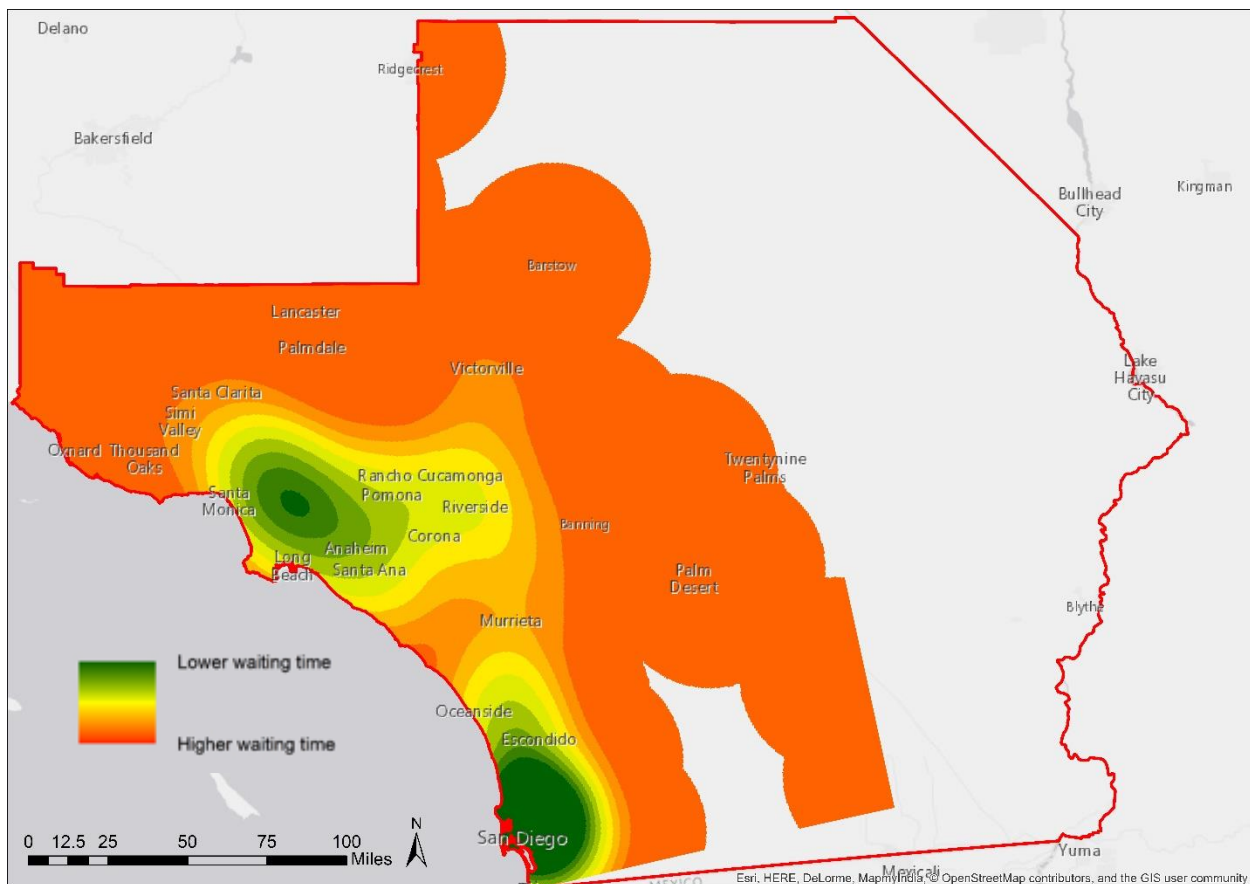 Delano
Ridgecrest
Bakersfield
Bullhead
City
Kingman
Barstow
Lancaster
Palmdale
Victorville
Lake
Havasu
City
Santa Clarita
Simi
Valley
Oxnard
Thousand
Oaks
Twentynine
Palms
Rancho Cucamonga
Pomona
Santa
Monica
Riverside
Banning
Corona
Anaheim
Long
Beach
Santa Ana
Palm
Desert
Blythe
Murrieta
Lower waiting time
Higher waiting time
Oceanside
Escondido
San Diego
0 12.5 25 50 75 100
Miles
N
Yuma
Mexicali
MEXICO
Esri, HERE, DeLorme, MapmyIndia, © OpenStreetMap contributors, and the GIS user community